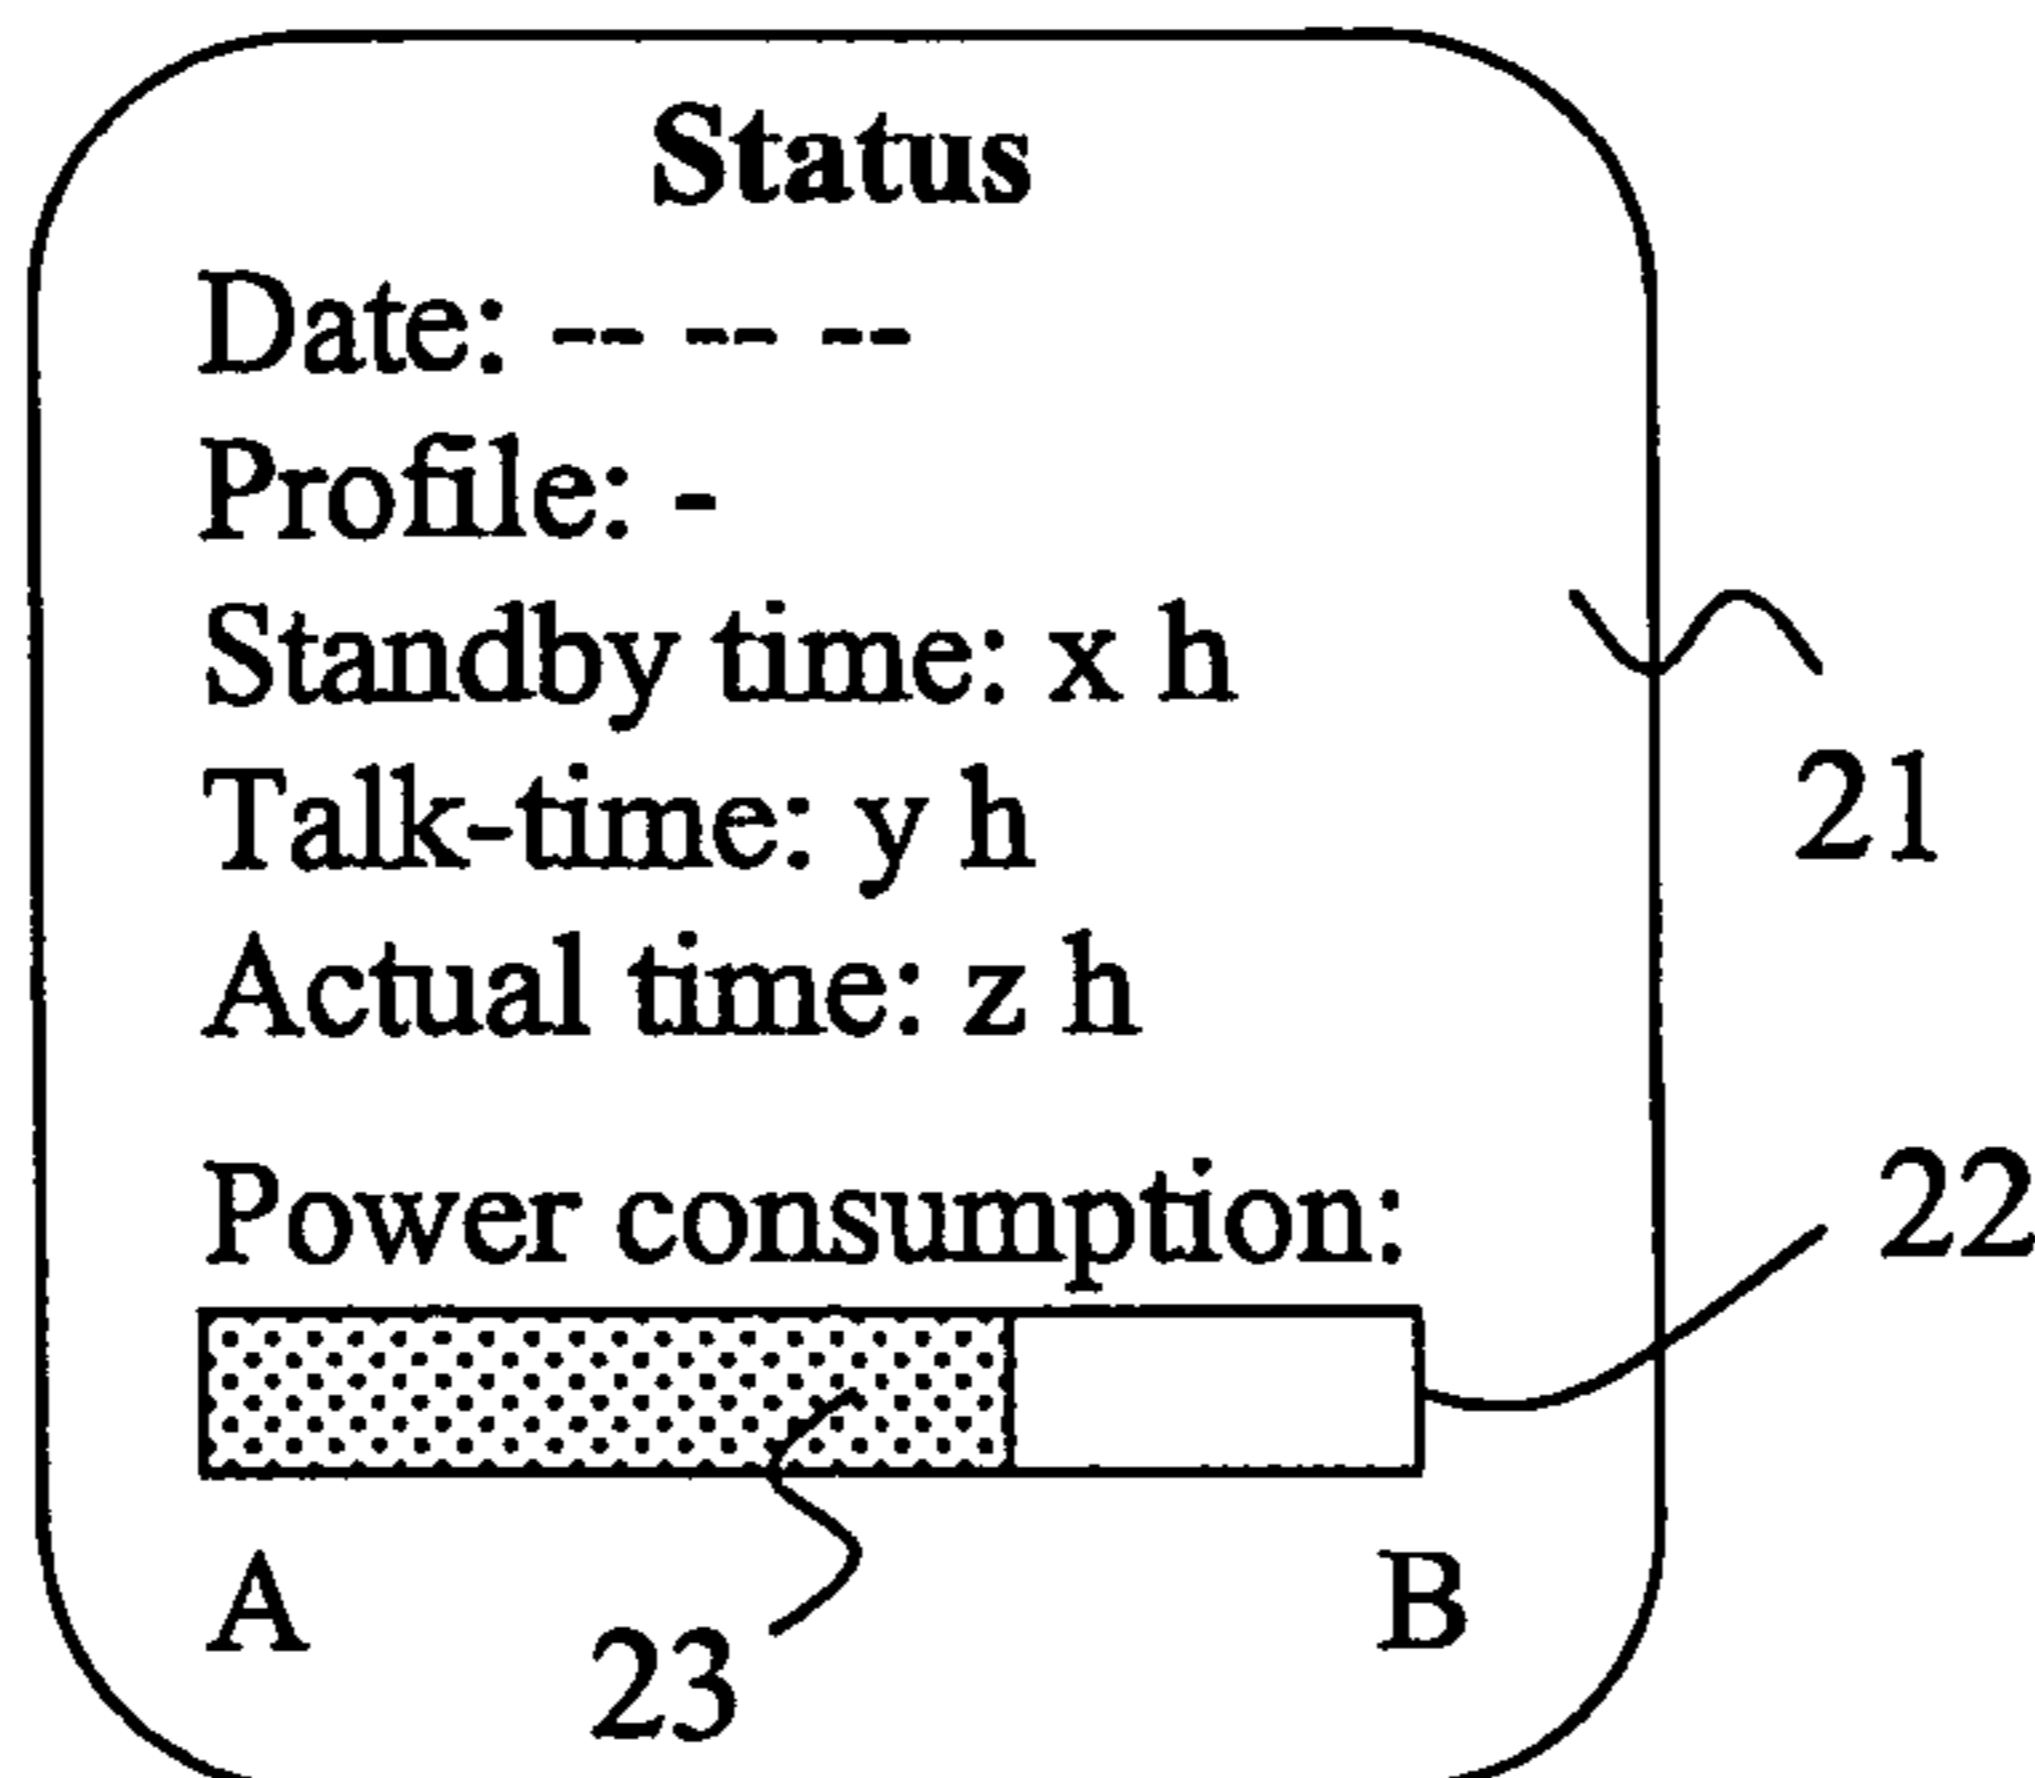 Status
Date: -- -- --
Profile: -
Standby time: x h
Talk-time: y h
21
Actual time: z h
Power consumption:
22
A
B
23